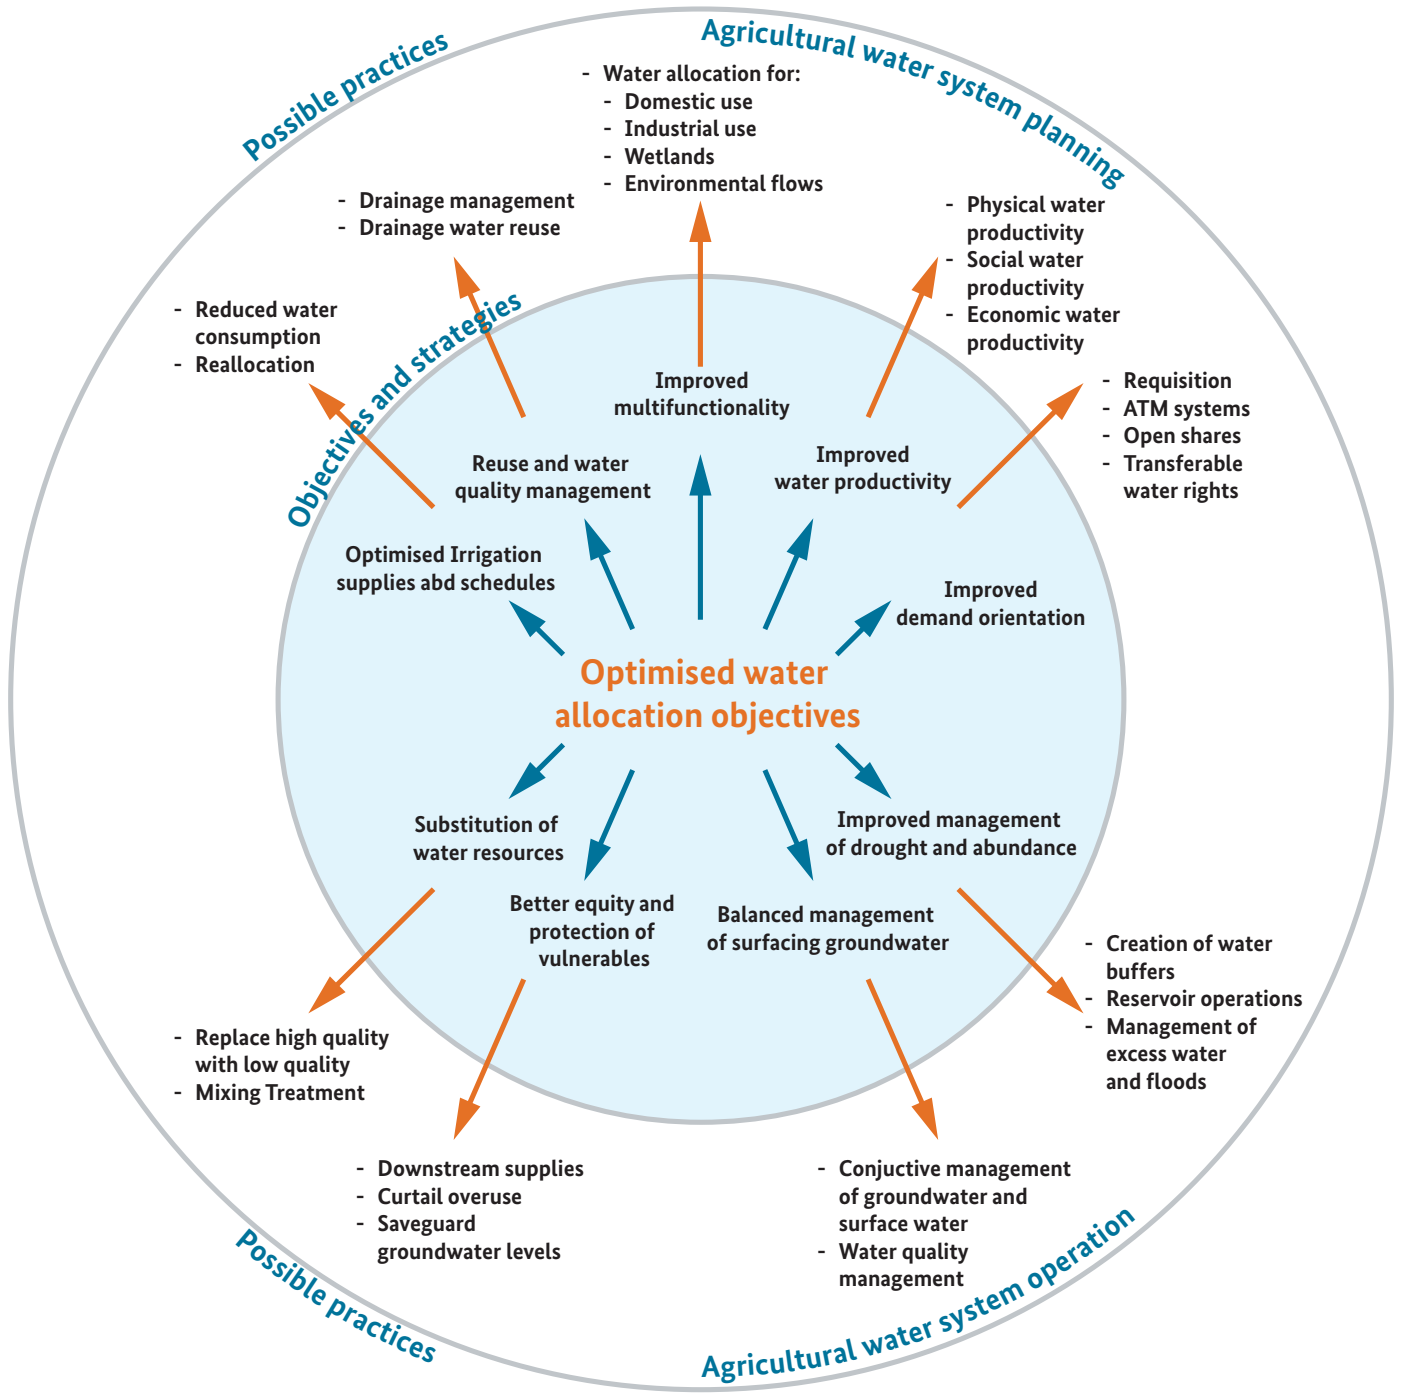 Possible practices
Agricultural water system planning
- Water allocation for:
- Domestic use
- Industrial use
- Wetlands
- Environmental flows
- Drainage management
- Drainage water reuse
- Physical water
productivity
- Social water
productivity
- Economic water
productivity
- Reduced water
consumption
- Reallocation
Objectives and strategies
- Requisition
- ATM systems
- Open shares
- Transferable
water rights
Improved
multifunctionality
Reuse and water
quality management
Improved
water productivity
Optimised Irrigation
supplies abd schedules
Improved
demand orientation
Optimised water
allocation objectives
Substitution of
water resources
Improved management
of drought and abundance
Better equity and
protection of
vulnerables
Balanced management
of surfacing groundwater
- Creation of water
buffers
- Reservoir operations
- Management of
excess water
and floods
- Replace high quality
with low quality
- Mixing Treatment
- Downstream supplies
- Curtail overuse
- Saveguard
groundwater levels
- Conjuctive management
of groundwater and
surface water
- Water quality
management
Possible practices
Agricultural water system operation